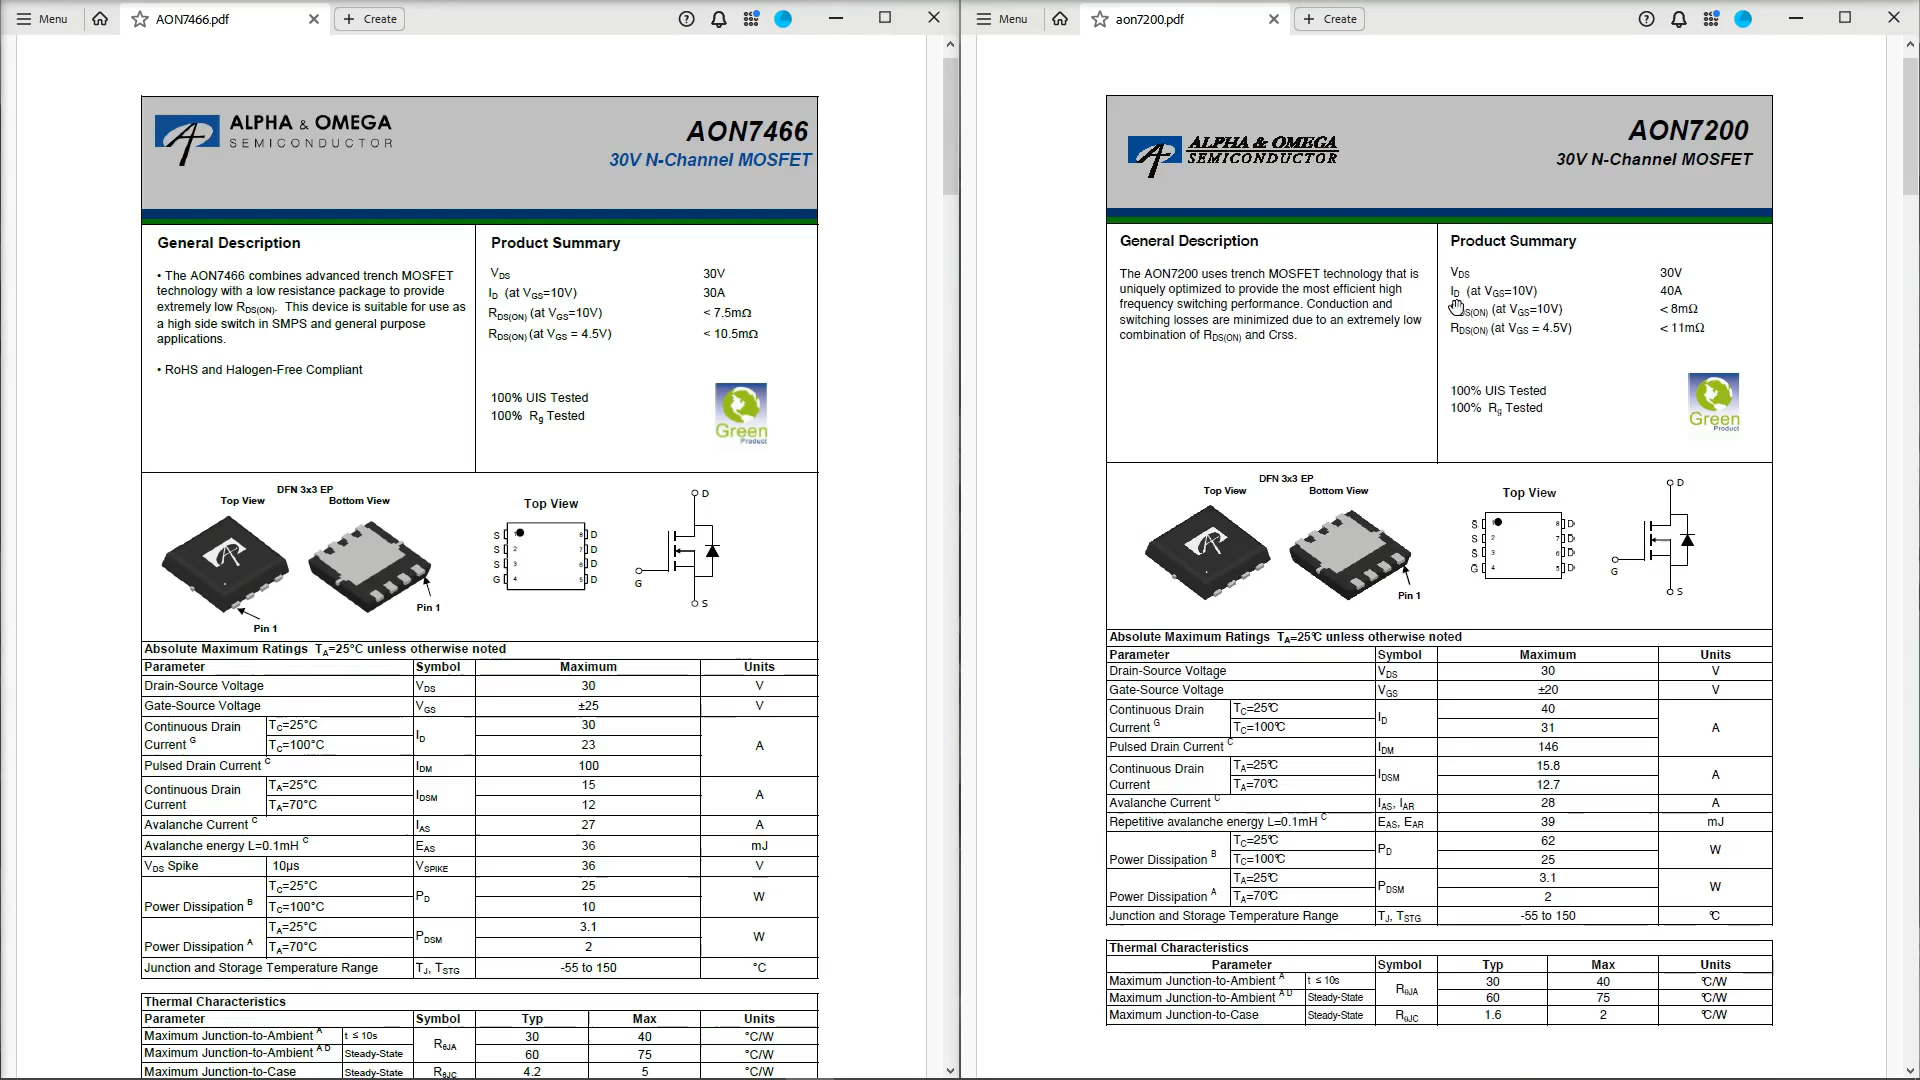 Menu
AON7466.pdf
Create
ALPHA & OMEGA
SEMICONDUCTOR
AON7466
30V N-Channel MOSFET
General Description
• The AON7466 combines advanced trench MOSFET
technology with a low resistance package to provide
extremely low RDS(ON). This device is suitable for use as
a high side switch in SMPS and general purpose
applications.
• RoHS and Halogen-Free Compliant
Product Summary
VDS 30V
ID (at VGS=10V) 30A
RDS(ON) (at VGS=10V) < 7.5mΩ
RDS(ON) (at VGS = 4.5V) < 10.5mΩ
100% UIS Tested
100% Rg Tested
Green
Product
DFN 3x3 EP
Top View Bottom View
Pin 1
Pin 1
Top View
S 1 8 D
S 2 7 D
S 3 6 D
G 4 5 D
D
G
S
Absolute Maximum Ratings TA=25°C unless otherwise noted
Parameter Symbol Maximum Units
Drain-Source Voltage VDS 30 V
Gate-Source Voltage VGS ±25 V
Continuous Drain Current G TC=25°C ID 30 A
TC=100°C 23
Pulsed Drain Current C IDM 100
Continuous Drain Current TA=25°C IDSM 15 A
TA=70°C 12
Avalanche Current C IAS 27 A
Avalanche energy L=0.1mH C EAS 36 mJ
VDS Spike 10µs VSPIKE 36 V
Power Dissipation B TC=25°C PD 25 W
TC=100°C 10
Power Dissipation A TA=25°C PDSM 3.1 W
TA=70°C 2
Junction and Storage Temperature Range TJ, TSTG -55 to 150 °C
Thermal Characteristics
Parameter Symbol Typ Max Units
Maximum Junction-to-Ambient A t ≤ 10s RθJA 30 40 °C/W
Maximum Junction-to-Ambient A D Steady-State 60 75 °C/W
Maximum Junction-to-Case Steady-State RθJC 4.2 5 °C/W
Menu
aon7200.pdf
Create
ALPHA & OMEGA
SEMICONDUCTOR
AON7200
30V N-Channel MOSFET
General Description
The AON7200 uses trench MOSFET technology that is
uniquely optimized to provide the most efficient high
frequency switching performance. Conduction and
switching losses are minimized due to an extremely low
combination of RDS(ON) and Crss.
Product Summary
VDS 30V
ID (at VGS=10V) 40A
DS(ON) (at VGS=10V) < 8mΩ
RDS(ON) (at VGS = 4.5V) < 11mΩ
100% UIS Tested
100% Rg Tested
Green
Product
DFN 3x3 EP
Top View Bottom View
Pin 1
Top View
S 8 D
S 2 7 D
S 3 6 D
G 4 5 D
D
G
S
Absolute Maximum Ratings TA=25°C unless otherwise noted
Parameter Symbol Maximum Units
Drain-Source Voltage VDS 30 V
Gate-Source Voltage VGS ±20 V
Continuous Drain Current G TC=25°C ID 40 A
TC=100°C 31
Pulsed Drain Current C IDM 146
Continuous Drain Current TA=25°C IDSM 15.8 A
TA=70°C 12.7
Avalanche Current C IAS, IAR 28 A
Repetitive avalanche energy L=0.1mH C EAS, EAR 39 mJ
Power Dissipation B TC=25°C PD 62 W
TC=100°C 25
Power Dissipation A TA=25°C PDSM 3.1 W
TA=70°C 2
Junction and Storage Temperature Range TJ, TSTG -55 to 150 °C
Thermal Characteristics
Parameter Symbol Typ Max Units
Maximum Junction-to-Ambient A t ≤ 10s RθJA 30 40 °C/W
Maximum Junction-to-Ambient A D Steady-State 60 75 °C/W
Maximum Junction-to-Case Steady-State RθJC 1.6 2 °C/W